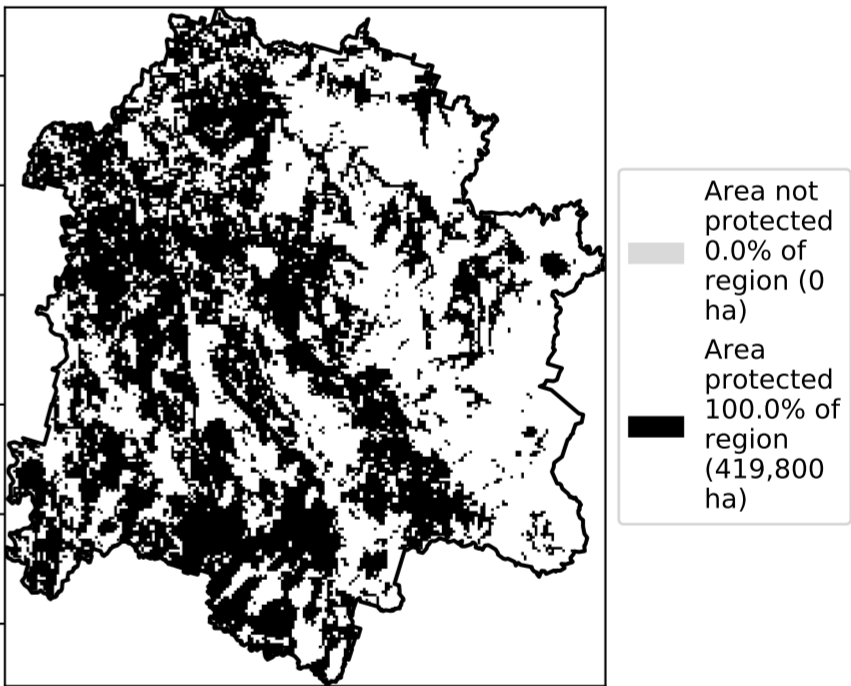 Area not
protected
0.0% of
region (0
ha)
Area
protected
100.0% of
region
(419,800
ha)